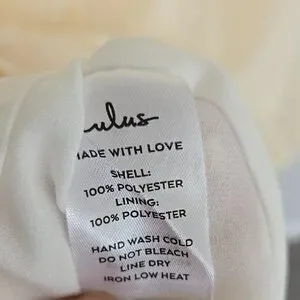 ulus
MADE WITH LOVE
SHELL:
100% POLYESTER
LINING:
100% POLYESTER
HAND WASH COLD
DO NOT BLEACH
LINE DRY
IRON LOW HEAT